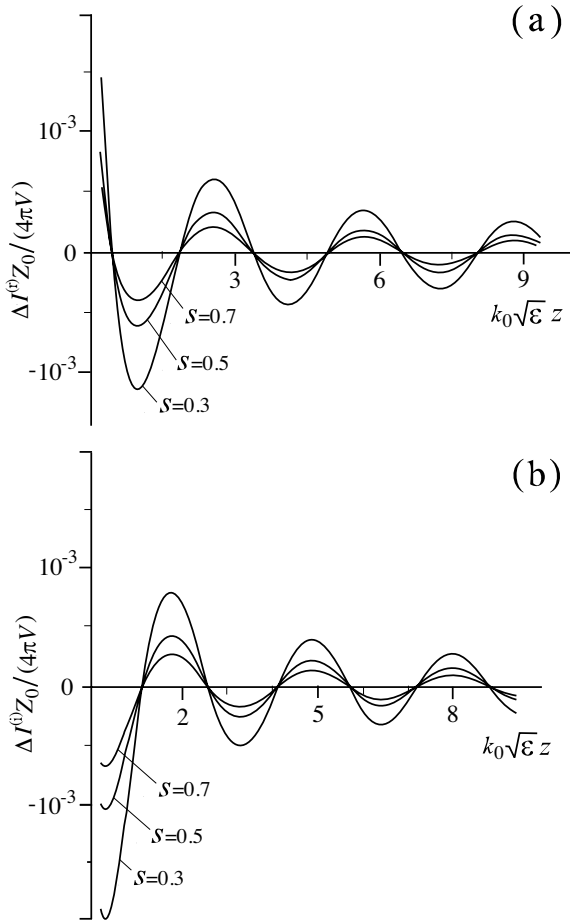 (a)
10⁻³
0
-10⁻³
ΔI⁽ʳ⁾Z₀/(4πV)
3
6
9
k₀√ε z
s=0.7
s=0.5
s=0.3
(b)
10⁻³
0
-10⁻³
ΔI⁽ⁱ⁾Z₀/(4πV)
2
5
8
k₀√ε z
s=0.7
s=0.5
s=0.3